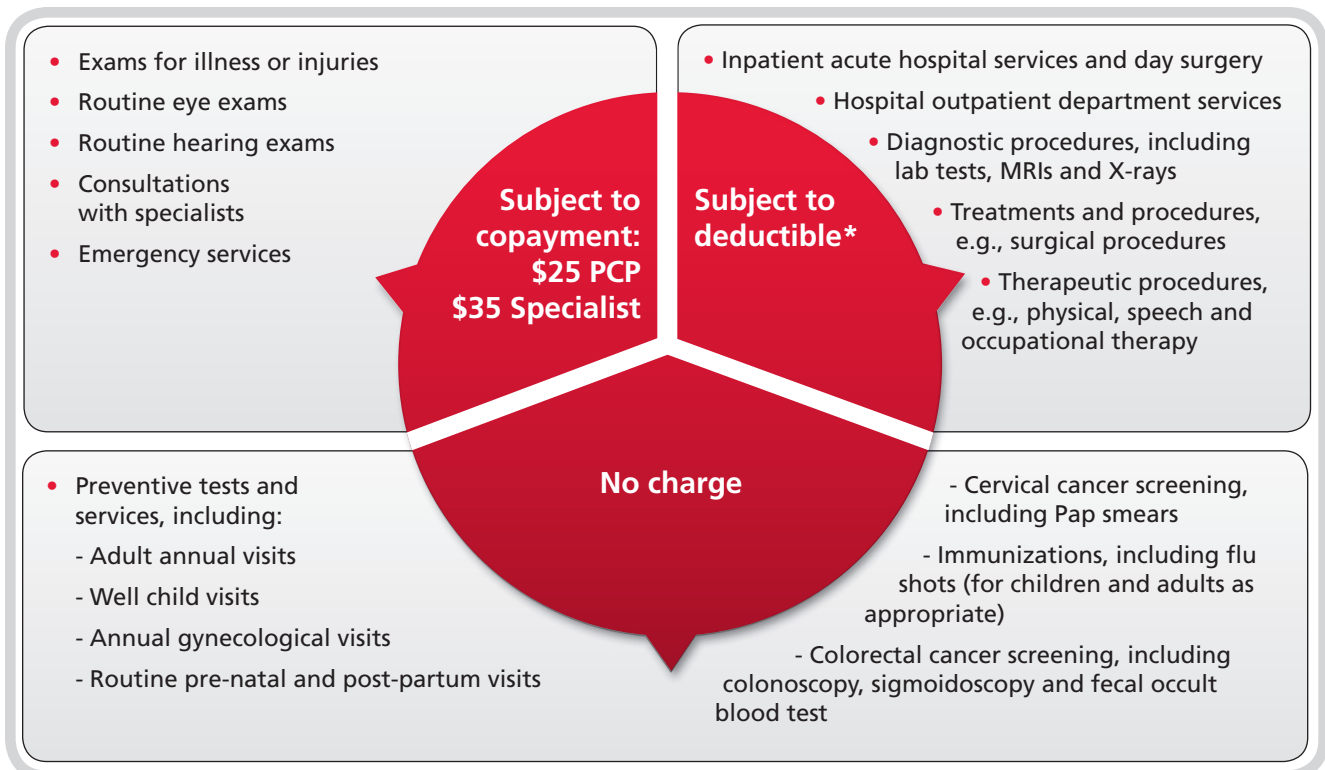 • Exams for illness or injuries
• Routine eye exams
• Routine hearing exams
• Consultations
with specialists
• Emergency services
Subject to
copayment:
$25 PCP
$35 Specialist
Subject to
deductible*
• Inpatient acute hospital services and day surgery
• Hospital outpatient department services
• Diagnostic procedures, including
lab tests, MRIs and X-rays
• Treatments and procedures,
e.g., surgical procedures
• Therapeutic procedures,
e.g., physical, speech and
occupational therapy
No charge
• Preventive tests and
services, including:
- Adult annual visits
- Well child visits
- Annual gynecological visits
- Routine pre-natal and post-partum visits
- Cervical cancer screening,
including Pap smears
- Immunizations, including flu
shots (for children and adults as
appropriate)
- Colorectal cancer screening, including
colonoscopy, sigmoidoscopy and fecal occult
blood test